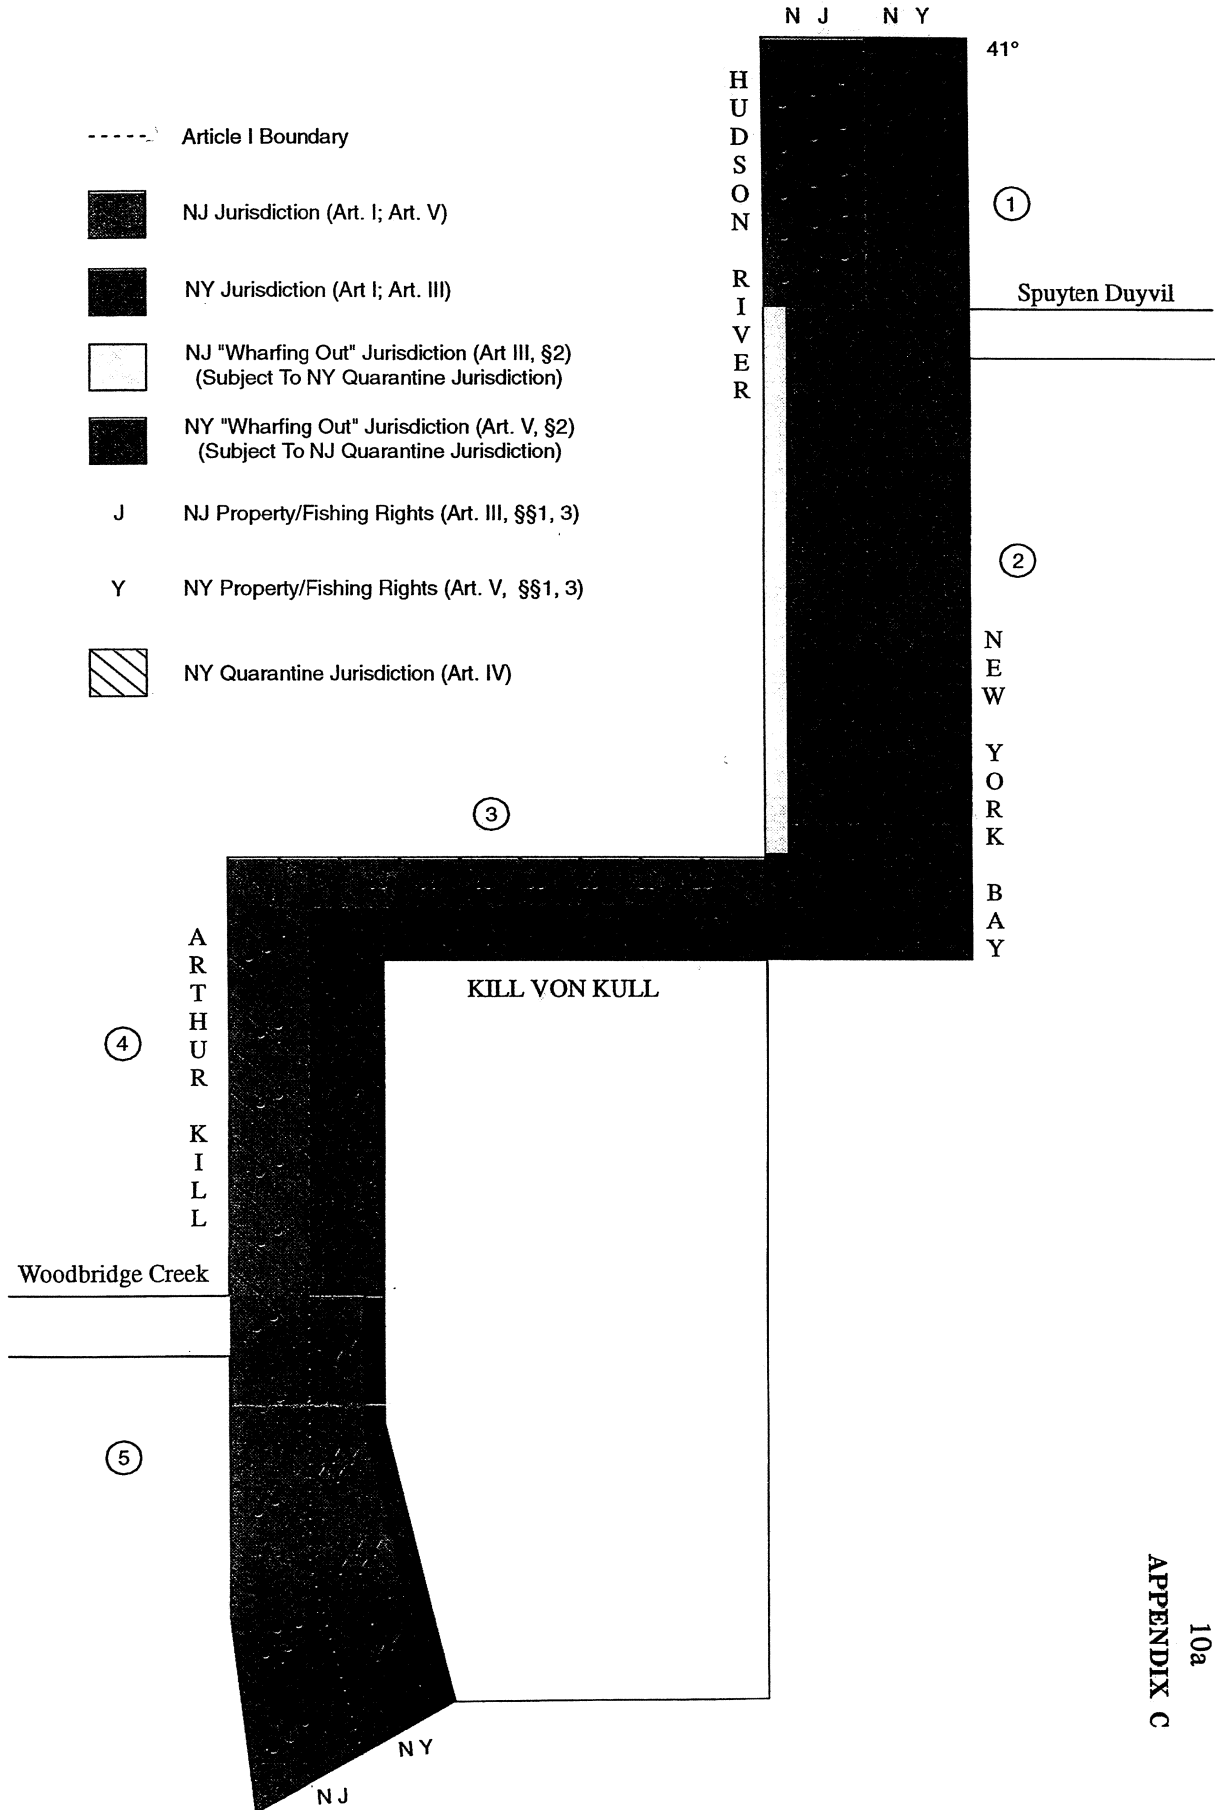 N J N Y
41°
HUDSON RIVER
Article I Boundary
NJ Jurisdiction (Art. I; Art. V)
NY Jurisdiction (Art I; Art. III)
NJ "Wharfing Out" Jurisdiction (Art III, §2)
(Subject To NY Quarantine Jurisdiction)
NY "Wharfing Out" Jurisdiction (Art. V, §2)
(Subject To NJ Quarantine Jurisdiction)
J NJ Property/Fishing Rights (Art. III, §§1, 3)
Y NY Property/Fishing Rights (Art. V, §§1, 3)
NY Quarantine Jurisdiction (Art. IV)
1
Spuyten Duyvil
2
NEW YORK BAY
3
ARTHUR KILL
KILL VON KULL
4
Woodbridge Creek
5
N Y
N J
10a
APPENDIX C